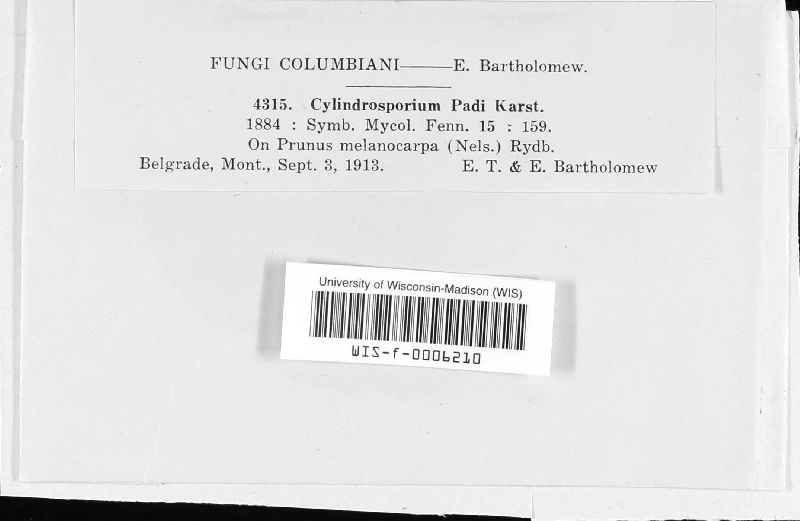 FUNGI COLUMBIANI——E. Bartholomew.
4315. Cylindrosporium Padi Karst.
1884 : Symb. Mycol. Fenn. 15 : 159.
On Prunus melanocarpa (Nels.) Rydb.
Belgrade, Mont., Sept. 3, 1913. E. T. & E. Bartholomew
University of Wisconsin-Madison (WIS)
WIS-f-0006210